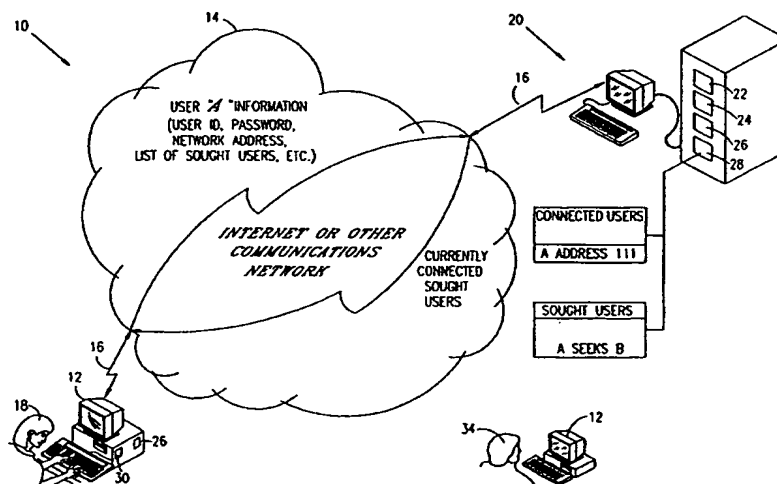 10
14
20
USER "A" INFORMATION
(USER ID, PASSWORD,
NETWORK ADDRESS,
LIST OF SOUGHT USERS, ETC.)
16
22
24
26
28
INTERNET OR OTHER
COMMUNICATIONS
NETWORK
CURRENTLY
CONNECTED
SOUGHT
USERS
CONNECTED USERS
A ADDRESS 111
SOUGHT USERS
A SEEKS B
16
12
18
26
30
34
12